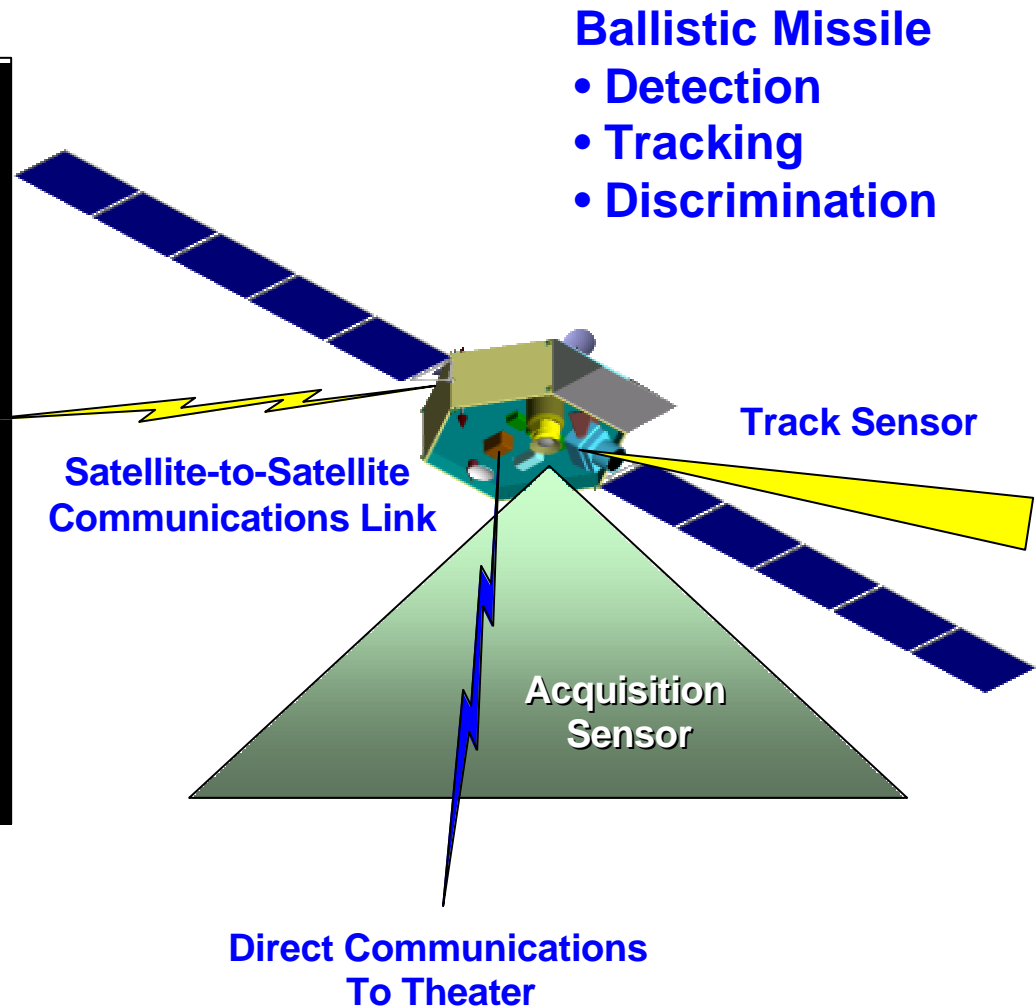 Ballistic Missile
• Detection
• Tracking
• Discrimination
Track Sensor
Satellite-to-Satellite
Communications Link
Acquisition
Sensor
Direct Communications
To Theater